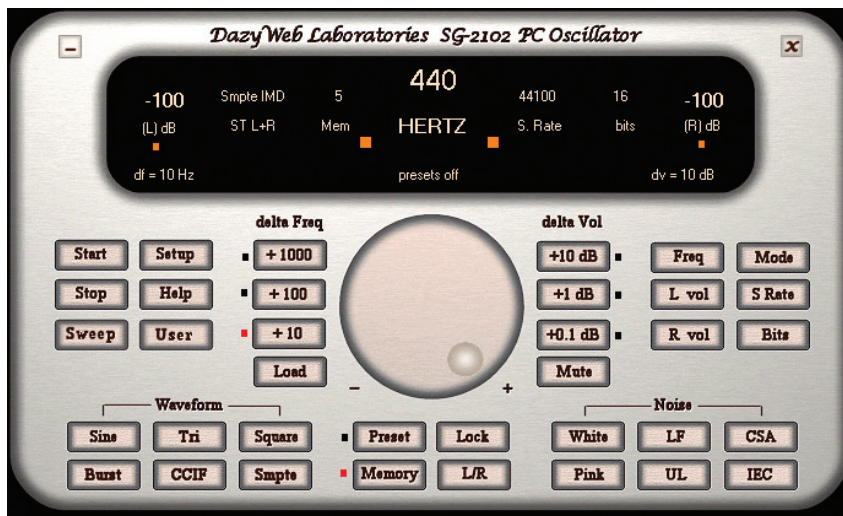 DazyWeb Laboratories SG-2102 PC Oscillator
–
x
-100 Smpte IMD 5 440 44100 16 -100
(L) dB ST L+R Mem HERTZ S. Rate bits (R) dB
df = 10 Hz presets off dv = 10 dB
delta Freq delta Vol
Start Setup + 1000 +10 dB Freq Mode
Stop Help + 100 +1 dB L vol S Rate
Sweep User + 10 +0.1 dB R vol Bits
Load Mute
– +
Waveform Noise
Sine Tri Square Preset Lock White LF CSA
Burst CCIF Smpte Memory L/R Pink UL IEC